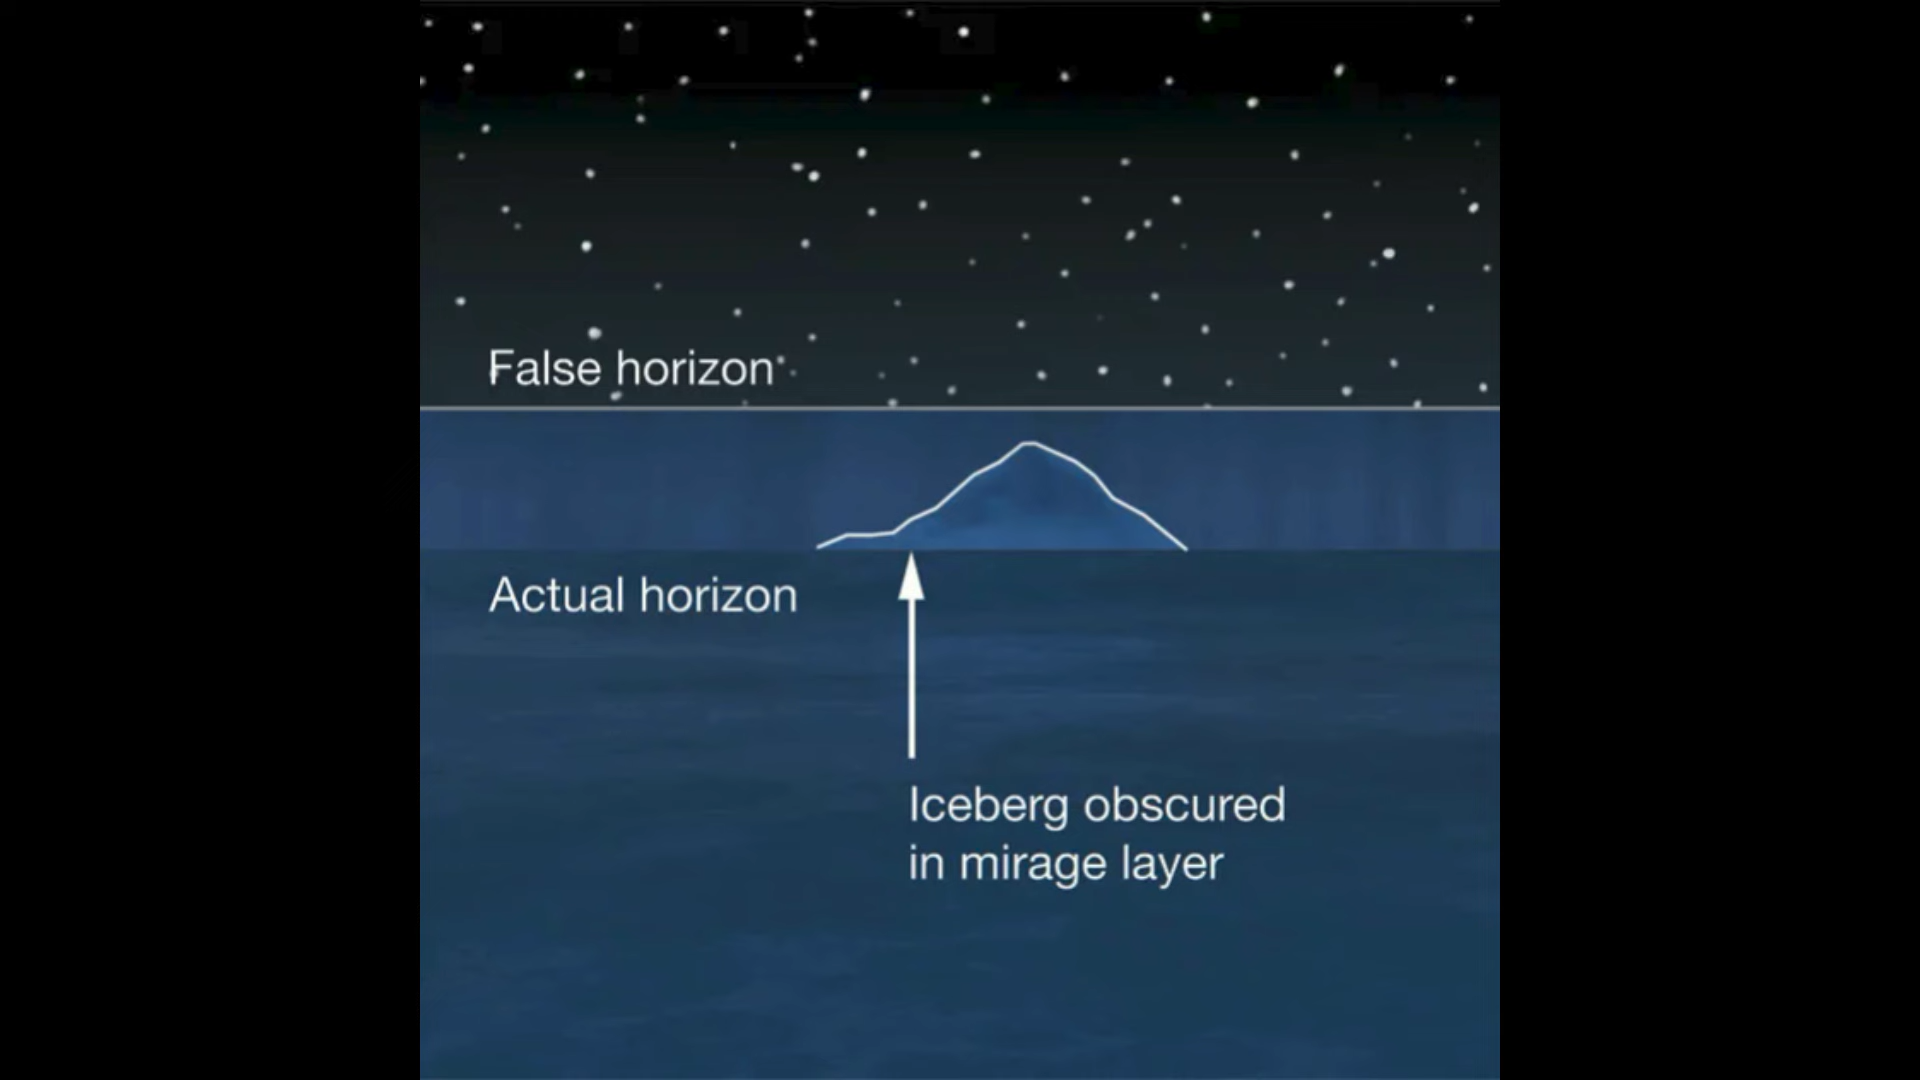 False horizon
Actual horizon
Iceberg obscured
in mirage layer